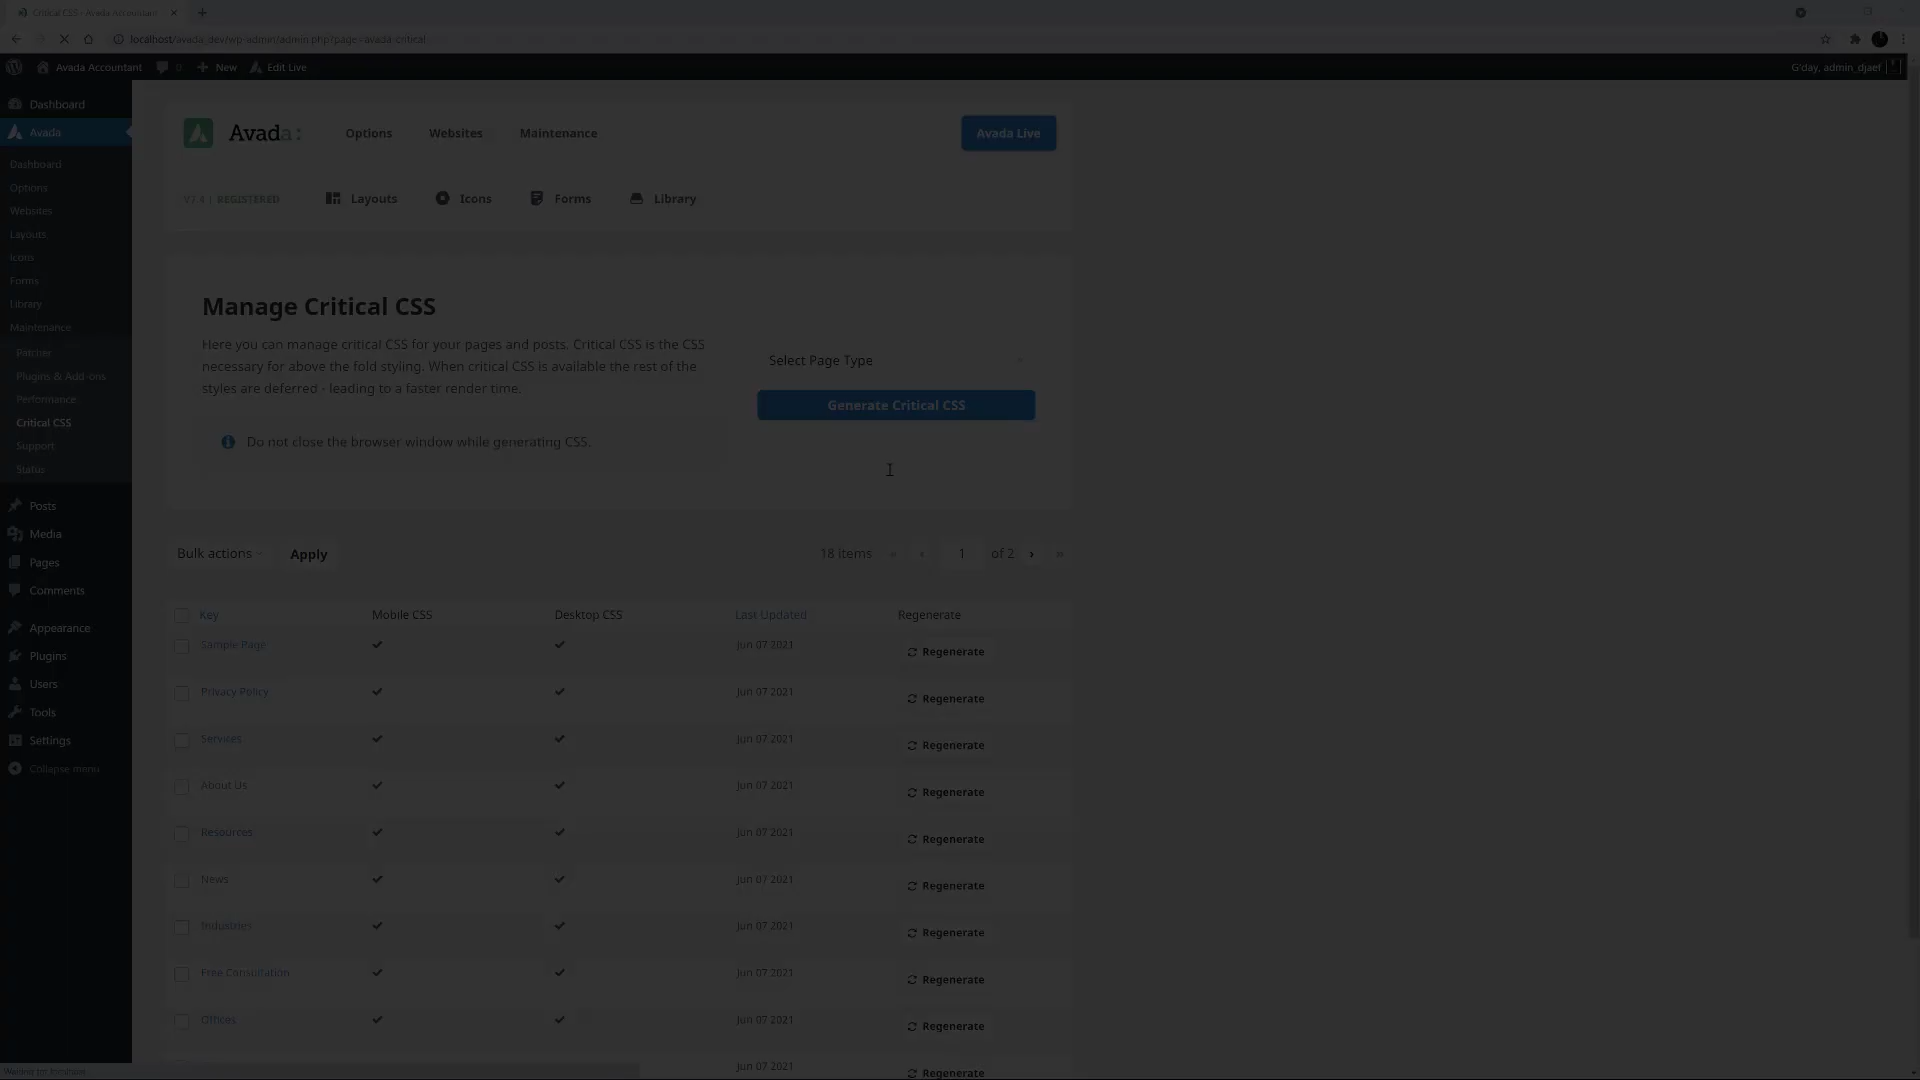 Critical CSS - Avada Accountant
localhost/avada_dev/wp-admin/admin.php?page=avada-critical
Avada Accountant 0 New Edit Live
G'day, admin_djaef
Dashboard
Avada
Dashboard
Options
Websites
Layouts
Icons
Forms
Library
Maintenance
Patcher
Plugins & Add-ons
Performance
Critical CSS
Support
Status
Posts
Media
Pages
Comments
Appearance
Plugins
Users
Tools
Settings
Collapse menu
Avada: Options Websites Maintenance Avada Live
REGISTERED Layouts Icons Forms Library
Manage Critical CSS
Here you can manage critical CSS for your pages and posts. Critical CSS is the CSS
necessary for above the fold styling. When critical CSS is available the rest of the
styles are deferred - leading to a faster render time.
Do not close the browser window while generating CSS.
Select Page Type
Generate Critical CSS
Bulk actions Apply 18 items « ‹ 1 of 2 › »
Key Mobile CSS Desktop CSS Last Updated Regenerate
Sample Page Jun 07 2021 Regenerate
Privacy Policy Jun 07 2021 Regenerate
Services Jun 07 2021 Regenerate
About Us Jun 07 2021 Regenerate
Resources Jun 07 2021 Regenerate
News Jun 07 2021 Regenerate
Industries Jun 07 2021 Regenerate
Free Consultation Jun 07 2021 Regenerate
Offices Jun 07 2021 Regenerate
Jun 07 2021 Regenerate